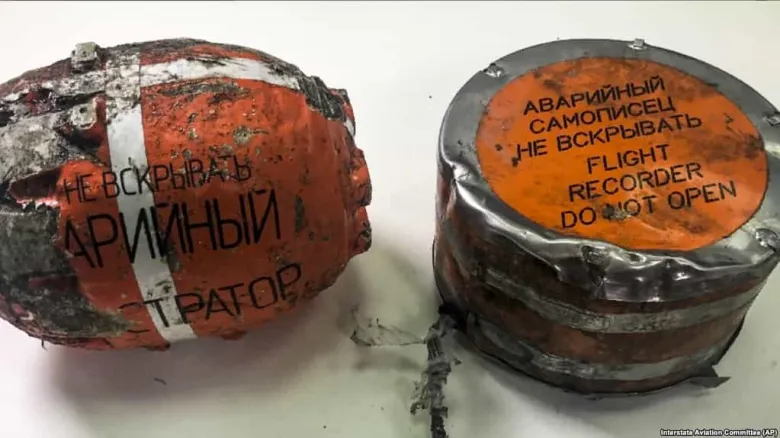 НЕ ВСКРЫВАТЬ
АРИЙНЫЙ
ТРАТОР
АВАРИЙНЫЙ
САМОПИСЕЦ
НЕ ВСКРЫВАТЬ
FLIGHT
RECORDER
DO NOT OPEN
Interstate Aviation Committee (AP)